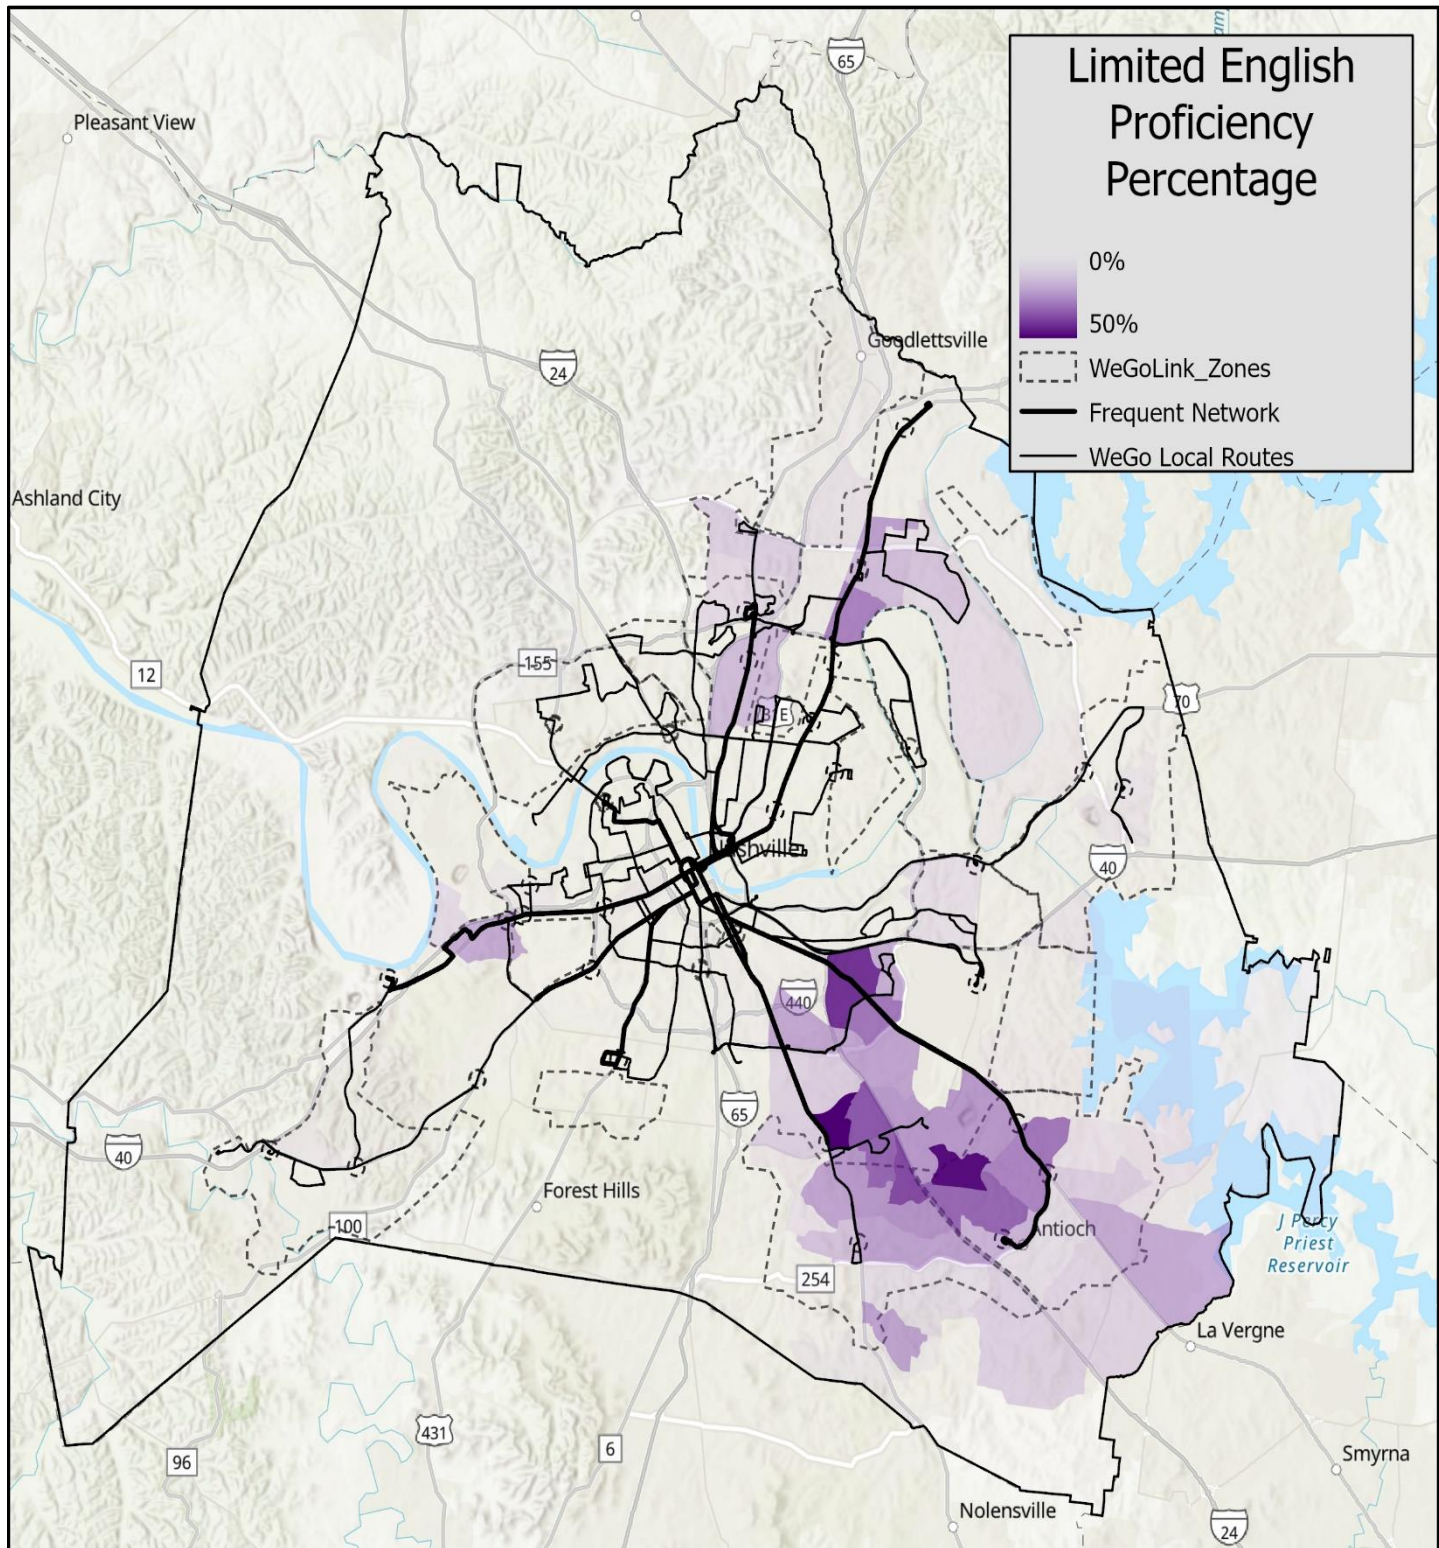 Limited English
Proficiency
Percentage
0%
50%
WeGoLink_Zones
Frequent Network
WeGo Local Routes
65
Pleasant View
Goodlettsville
24
Ashland City
155
12
70
31E
Nashville
40
440
65
40
Forest Hills
100
Antioch
J Percy
Priest
Reservoir
254
La Vergne
431
6
96
Smyrna
Nolensville
24